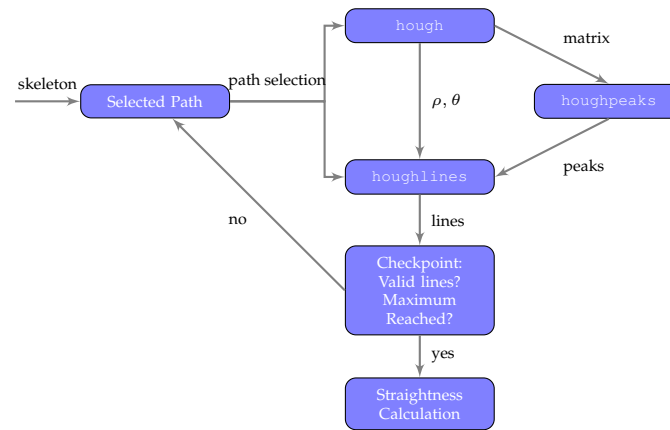 hough
matrix
skeleton
path selection
Selected Path
ρ, θ
houghpeaks
houghlines
peaks
no
lines
Checkpoint:
Valid lines?
Maximum
Reached?
yes
Straightness
Calculation